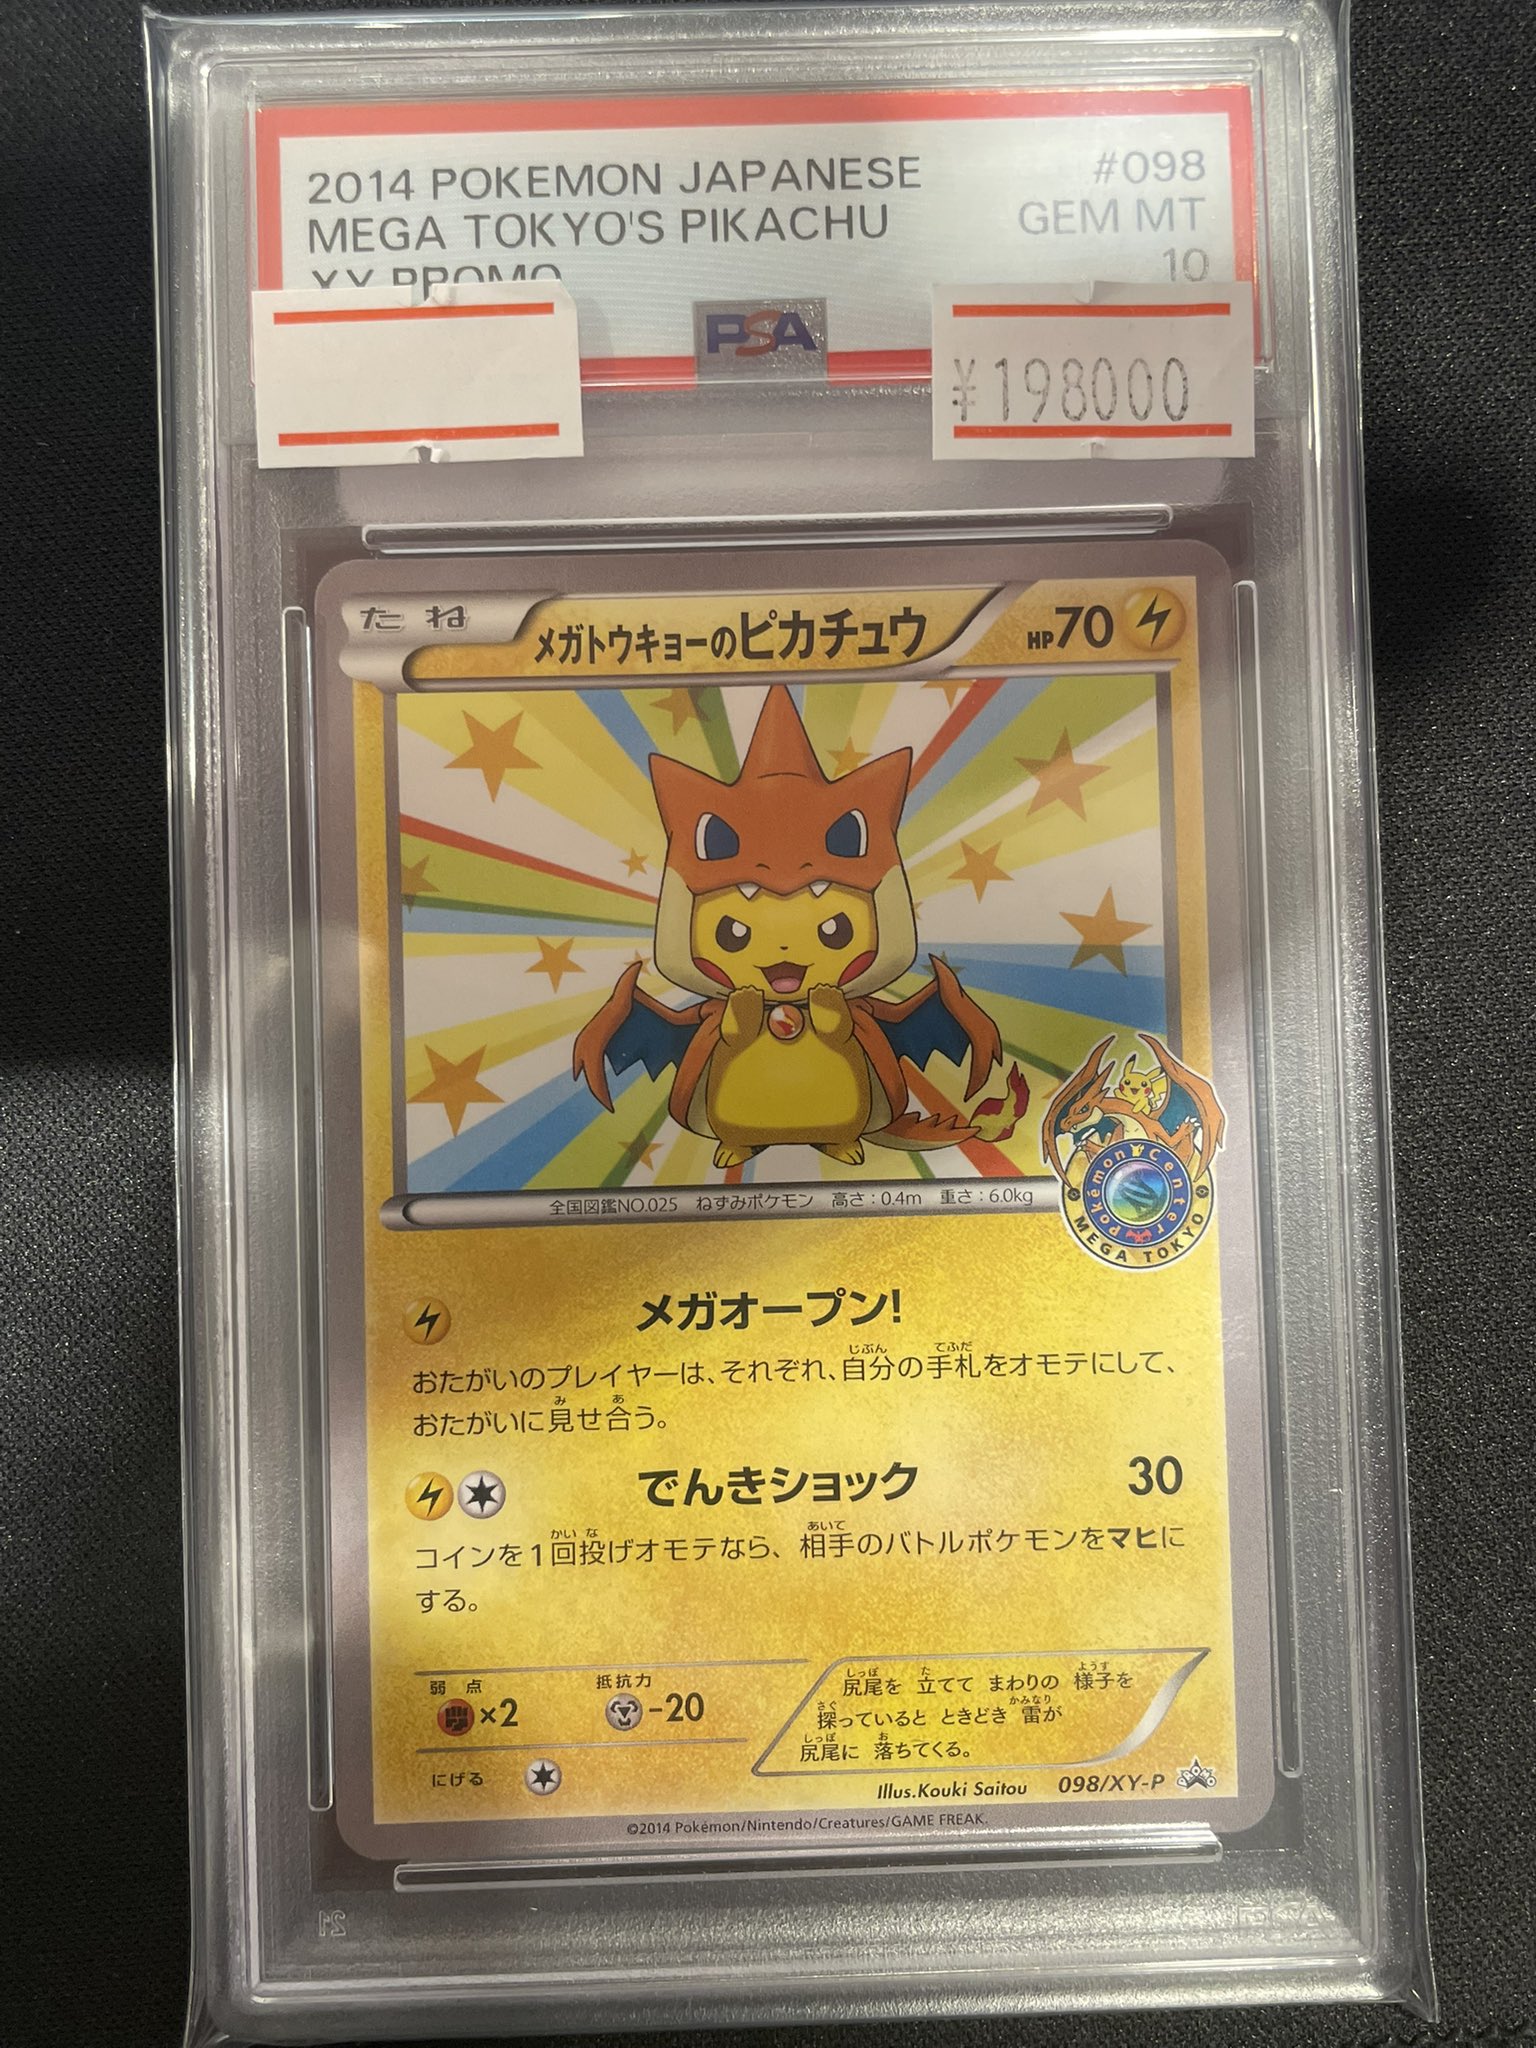 2014 POKEMON JAPANESE #098
MEGA TOKYO'S PIKACHU GEM MT
XY PROMO 10
PSA
¥198000
たね メガトウキョーのピカチュウ HP70
全国図鑑NO.025 ねずみポケモン 高さ:0.4m 重さ:6.0kg
Pokémon Center
MEGA TOKYO
メガオープン!
おたがいのプレイヤーは、それぞれ、自分の手札をオモテにして、
おたがいに見せ合う。
でんきショック 30
コインを1回投げオモテなら、相手のバトルポケモンをマヒに
する。
弱点 抵抗力
×2 -20
にげる
尻尾を 立てて まわりの 様子を
探っていると ときどき 雷が
尻尾に 落ちてくる。
Illus.Kouki Saitou 098/XY-P PROMO
©2014 Pokémon/Nintendo/Creatures/GAME FREAK.